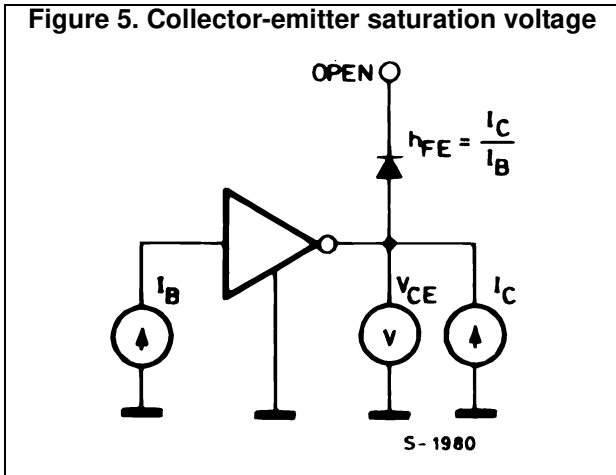 Figure 5. Collector-emitter saturation voltage
OPEN
hFE = IC
IB
IB
VCE
IC
V
S-1980